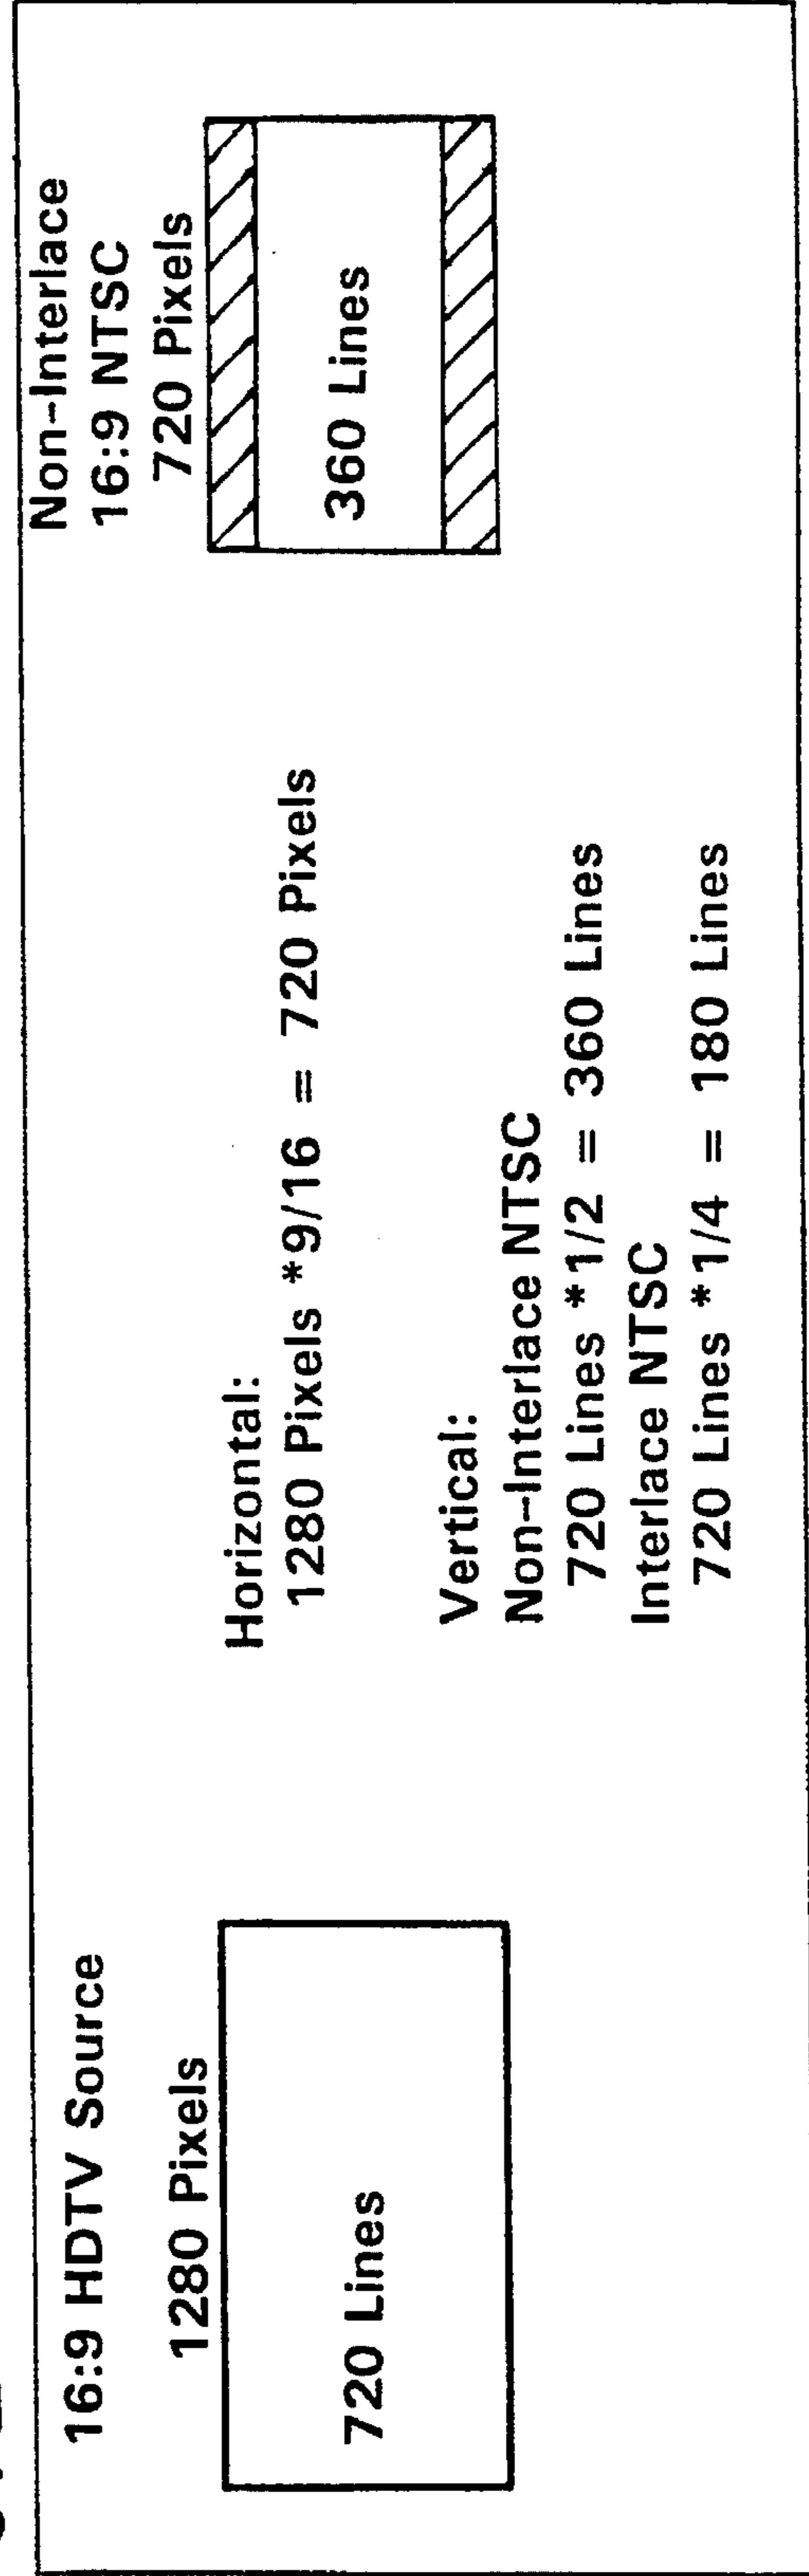 16:9 HDTV Source
1280 Pixels
720 Lines
Horizontal:
1280 Pixels *9/16 = 720 Pixels
Vertical:
Non-Interlace NTSC
720 Lines *1/2 = 360 Lines
Interlace NTSC
720 Lines *1/4 = 180 Lines
Non-Interlace
16:9 NTSC
720 Pixels
360 Lines